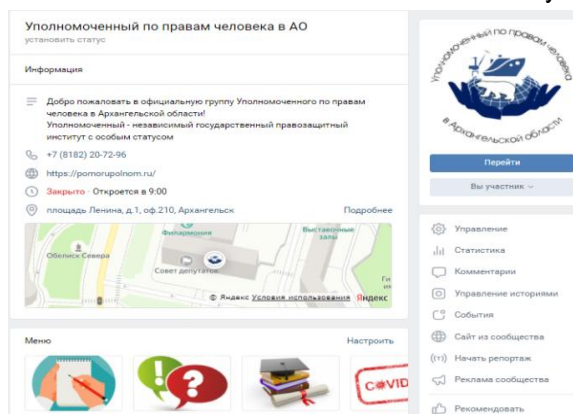 Уполномоченный по правам человека в АО
установить статус
Информация
Добро пожаловать в официальную группу Уполномоченного по правам
человека в Архангельской области!
Уполномоченный - независимый государственный правозащитный
институт с особым статусом
+7 (8182) 20-72-96
https://pomorupolnom.ru/
Закрыто · Откроется в 9:00
площадь Ленина, д.1, оф.210, Архангельск
Подробнее
Филармония
Выставочные
залы
Обелиск Севера
Совет депутатов
© Яндекс Условия использования Яндекс
Меню
Настроить
COVID
Уполномоченный по правам человека
в Архангельской области
Перейти
Вы участник
Управление
Статистика
Комментарии
Управление историями
События
Сайт из сообщества
Начать репортаж
Реклама сообщества
Рекомендовать